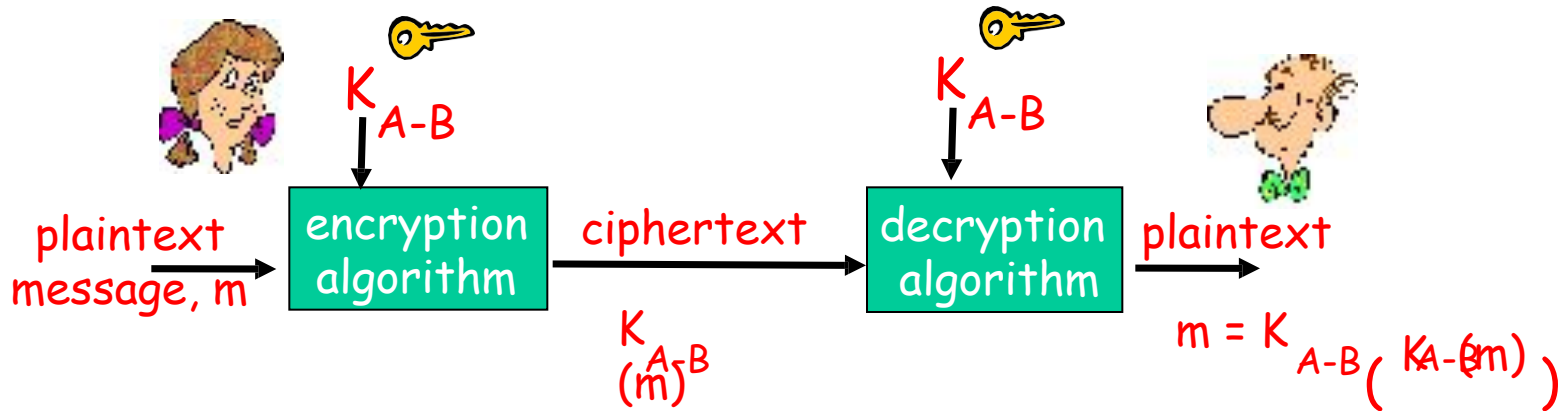 K A-B
K A-B
plaintext
message, m
encryption
algorithm
ciphertext
K A-B
(m)
decryption
algorithm
plaintext
m = K A-B ( K A-B (m) )